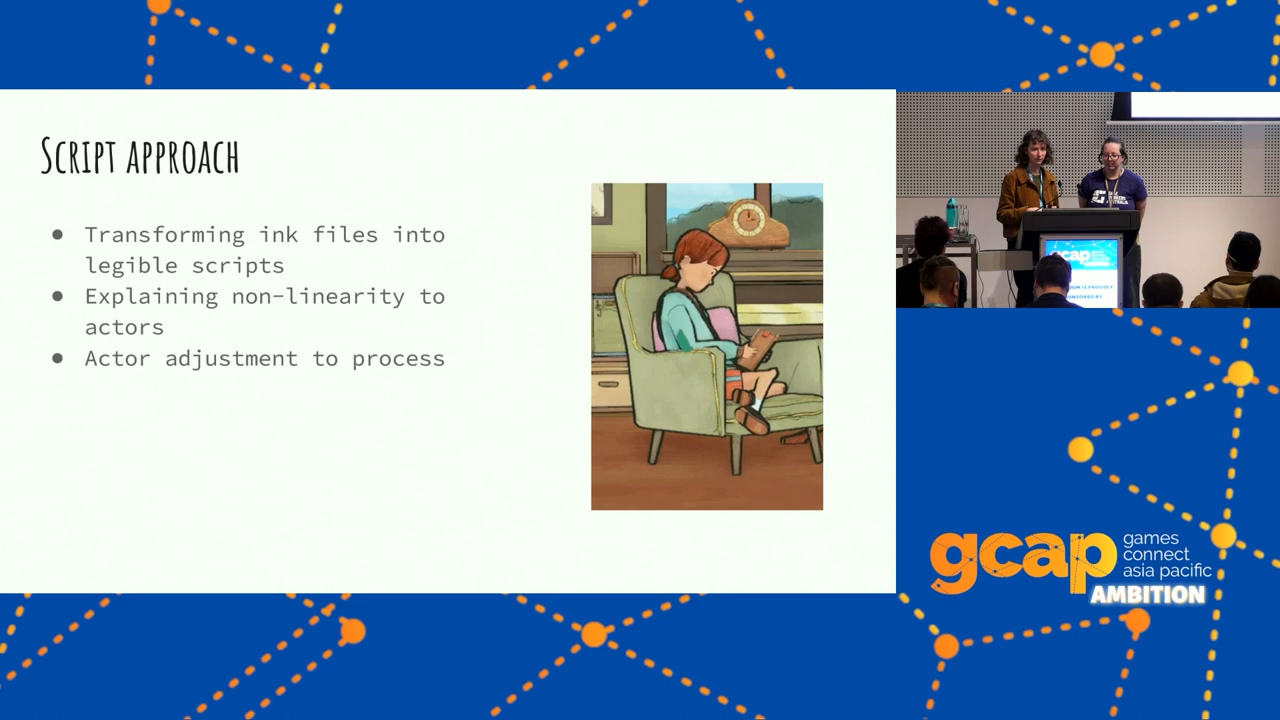 Script approach
● Transforming ink files into
legible scripts
● Explaining non-linearity to
actors
● Actor adjustment to process
gcap
gcap
games
connect
asia pacific
AMBITION